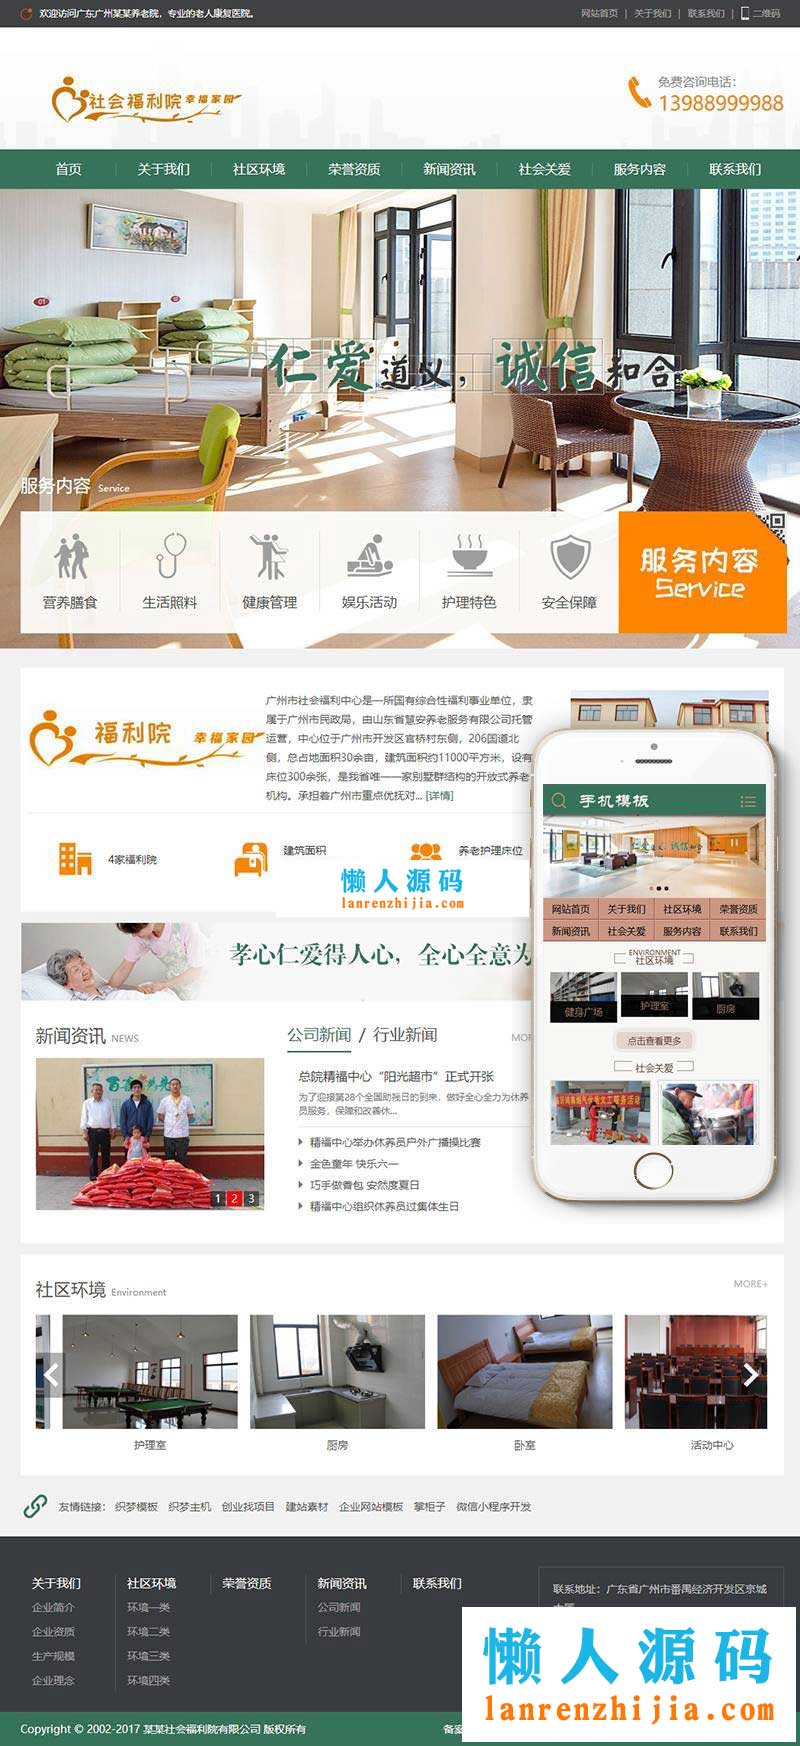 欢迎访问广东广州某某养老院，专业的老人康复医院。
网站首页 | 关于我们 | 联系我们 | 二维码
社会福利院 幸福家园
免费咨询电话：
13988999988
首页 关于我们 社区环境 荣誉资质 新闻资讯 社会关爱 服务内容 联系我们
01
仁爱道义，诚信和合
服务内容 Service
营养膳食 生活照料 健康管理 娱乐活动 护理特色 安全保障
服务内容
Service
福利院 幸福家园
广州市社会福利中心是一所国有综合性福利事业单位，隶
属于广州市民政局，由山东省慧安养老服务有限公司托管
运营，中心位于广州市开发区官桥村东侧，206国道北
侧，总占地面积30余亩，建筑面积约11000平方米，设有
床位300余张，是我省唯一一家别墅群结构的开放式养老
机构。承担着广州市重点优抚对... [详情]
4家福利院
建筑面积
养老护理床位
懒人源码
lanrenzhijia.com
孝心仁爱得人心，全心全意为
新闻资讯 NEWS
公司新闻 / 行业新闻
MOR
总院精福中心“阳光超市”正式开张
为了迎接第28个全国助残日的到来，做好全心全力为休养
员服务，保障和改善休...
精福中心举办休养员户外广播操比赛
金色童年 快乐六一
巧手做香包 安然度夏日
精福中心组织休养员过集体生日
1 2 3
手机模板
仁爱道义，诚信和合
网站首页 关于我们 社区环境 荣誉资质
新闻资讯 社会关爱 服务内容 联系我们
ENVIRONMENT
社区环境
健身广场 护理室 厨房
点击查看更多
社会关爱
社区环境 Environment
MORE+
护理室 厨房 卧室 活动中心
友情链接： 织梦模板 织梦主机 创业找项目 建站素材 企业网站模板 掌柜子 微信小程序开发
关于我们 社区环境 荣誉资质 新闻资讯 联系我们
企业简介 环境一类 公司新闻
企业资质 环境二类 行业新闻
生产规模 环境三类
企业理念 环境四类
联系地址：广东省广州市番禺经济开发区京城
懒人源码
lanrenzhijia.com
Copyright © 2002-2017 某某社会福利院有限公司 版权所有
备案